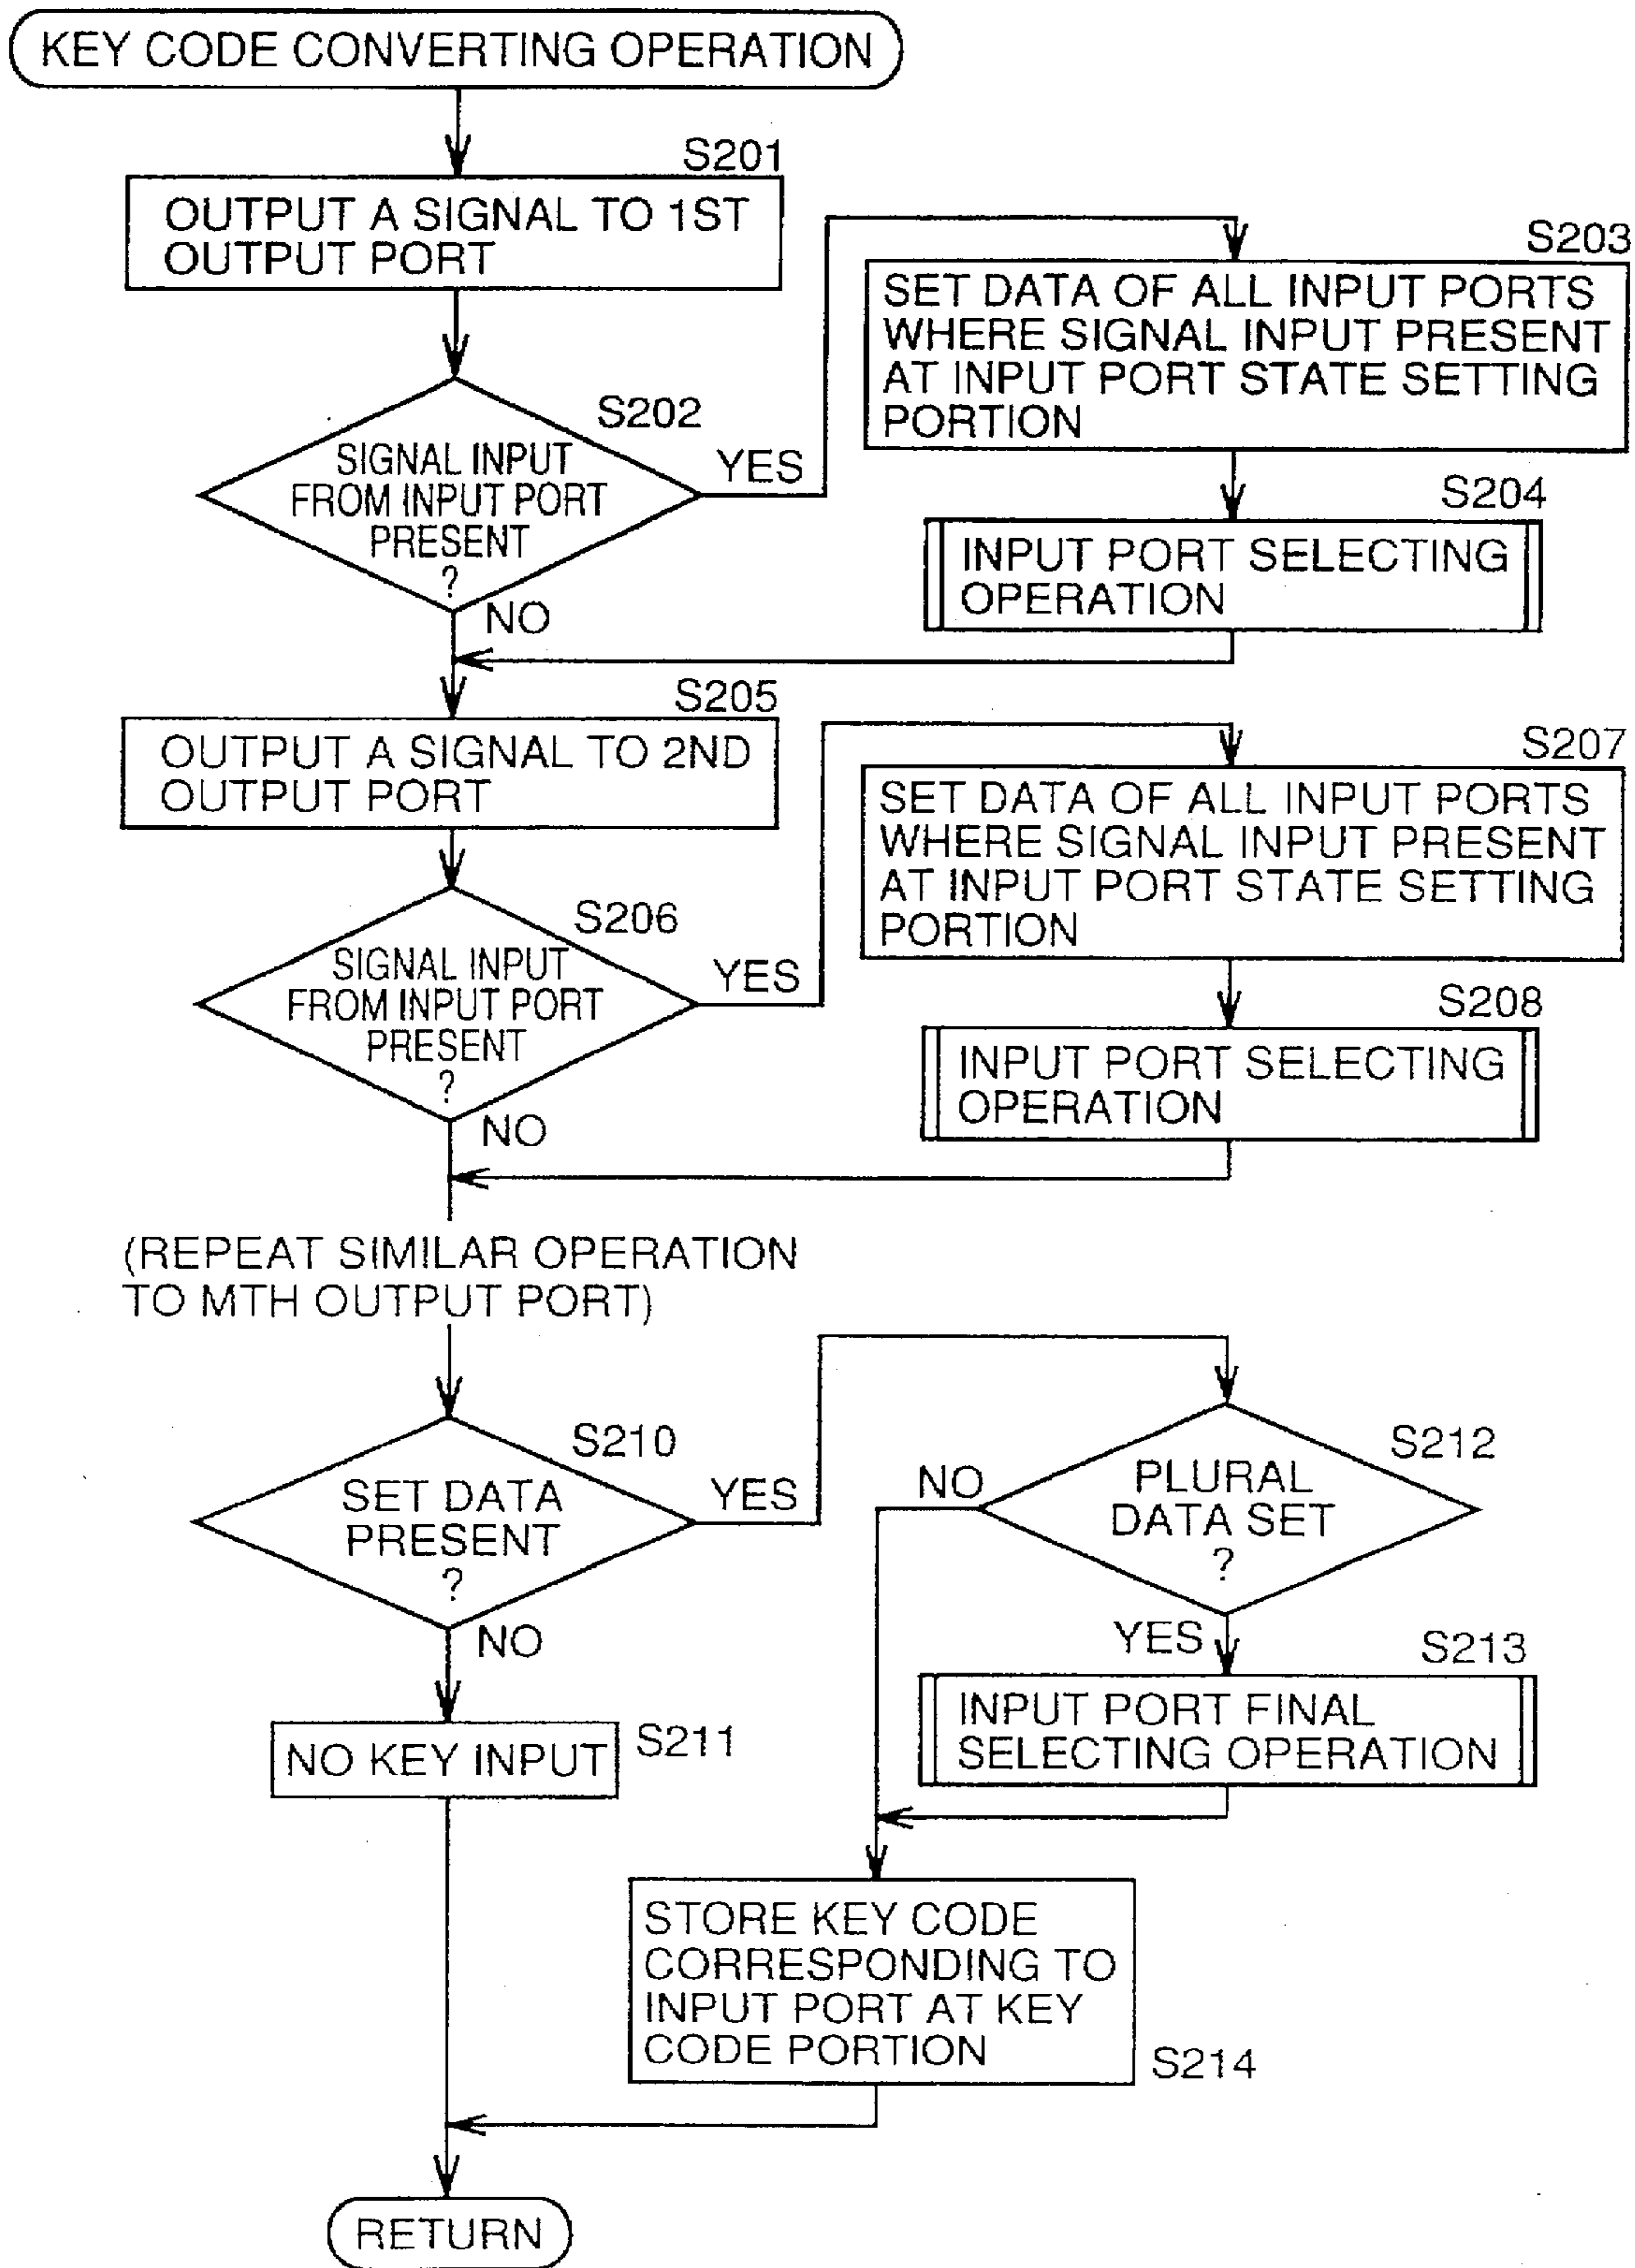 KEY CODE CONVERTING OPERATION
S201
OUTPUT A SIGNAL TO 1ST
OUTPUT PORT
S202
SIGNAL INPUT
FROM INPUT PORT
PRESENT
?
YES
NO
S203
SET DATA OF ALL INPUT PORTS
WHERE SIGNAL INPUT PRESENT
AT INPUT PORT STATE SETTING
PORTION
S204
INPUT PORT SELECTING
OPERATION
S205
OUTPUT A SIGNAL TO 2ND
OUTPUT PORT
S206
SIGNAL INPUT
FROM INPUT PORT
PRESENT
?
YES
NO
S207
SET DATA OF ALL INPUT PORTS
WHERE SIGNAL INPUT PRESENT
AT INPUT PORT STATE SETTING
PORTION
S208
INPUT PORT SELECTING
OPERATION
(REPEAT SIMILAR OPERATION
TO MTH OUTPUT PORT)
S210
SET DATA
PRESENT
?
YES
NO
S211
NO KEY INPUT
S212
PLURAL
DATA SET
?
NO
YES
S213
INPUT PORT FINAL
SELECTING OPERATION
STORE KEY CODE
CORRESPONDING TO
INPUT PORT AT KEY
CODE PORTION
S214
RETURN